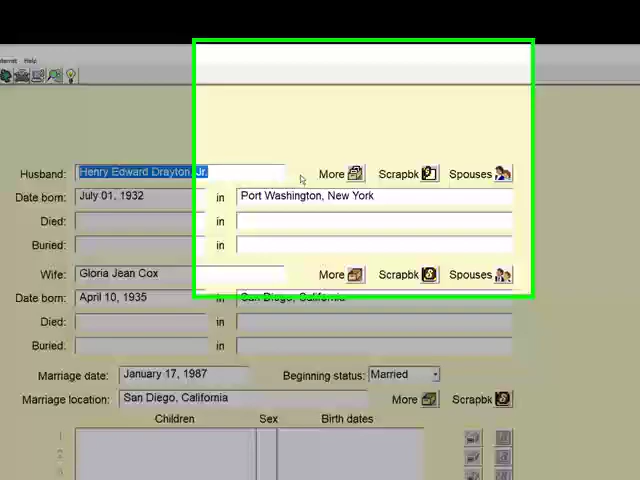 Help
Husband: Henry Edward Drayton, Jr. More Scrapbk Spouses
Date born: July 01, 1932 in Port Washington, New York
Died: in
Buried: in
Wife: Gloria Jean Cox More Scrapbk Spouses
Date born: April 10, 1935 in San Diego, California
Died: in
Buried: in
Marriage date: January 17, 1987 Beginning status: Married
Marriage location: San Diego, California More Scrapbk
Children Sex Birth dates
1